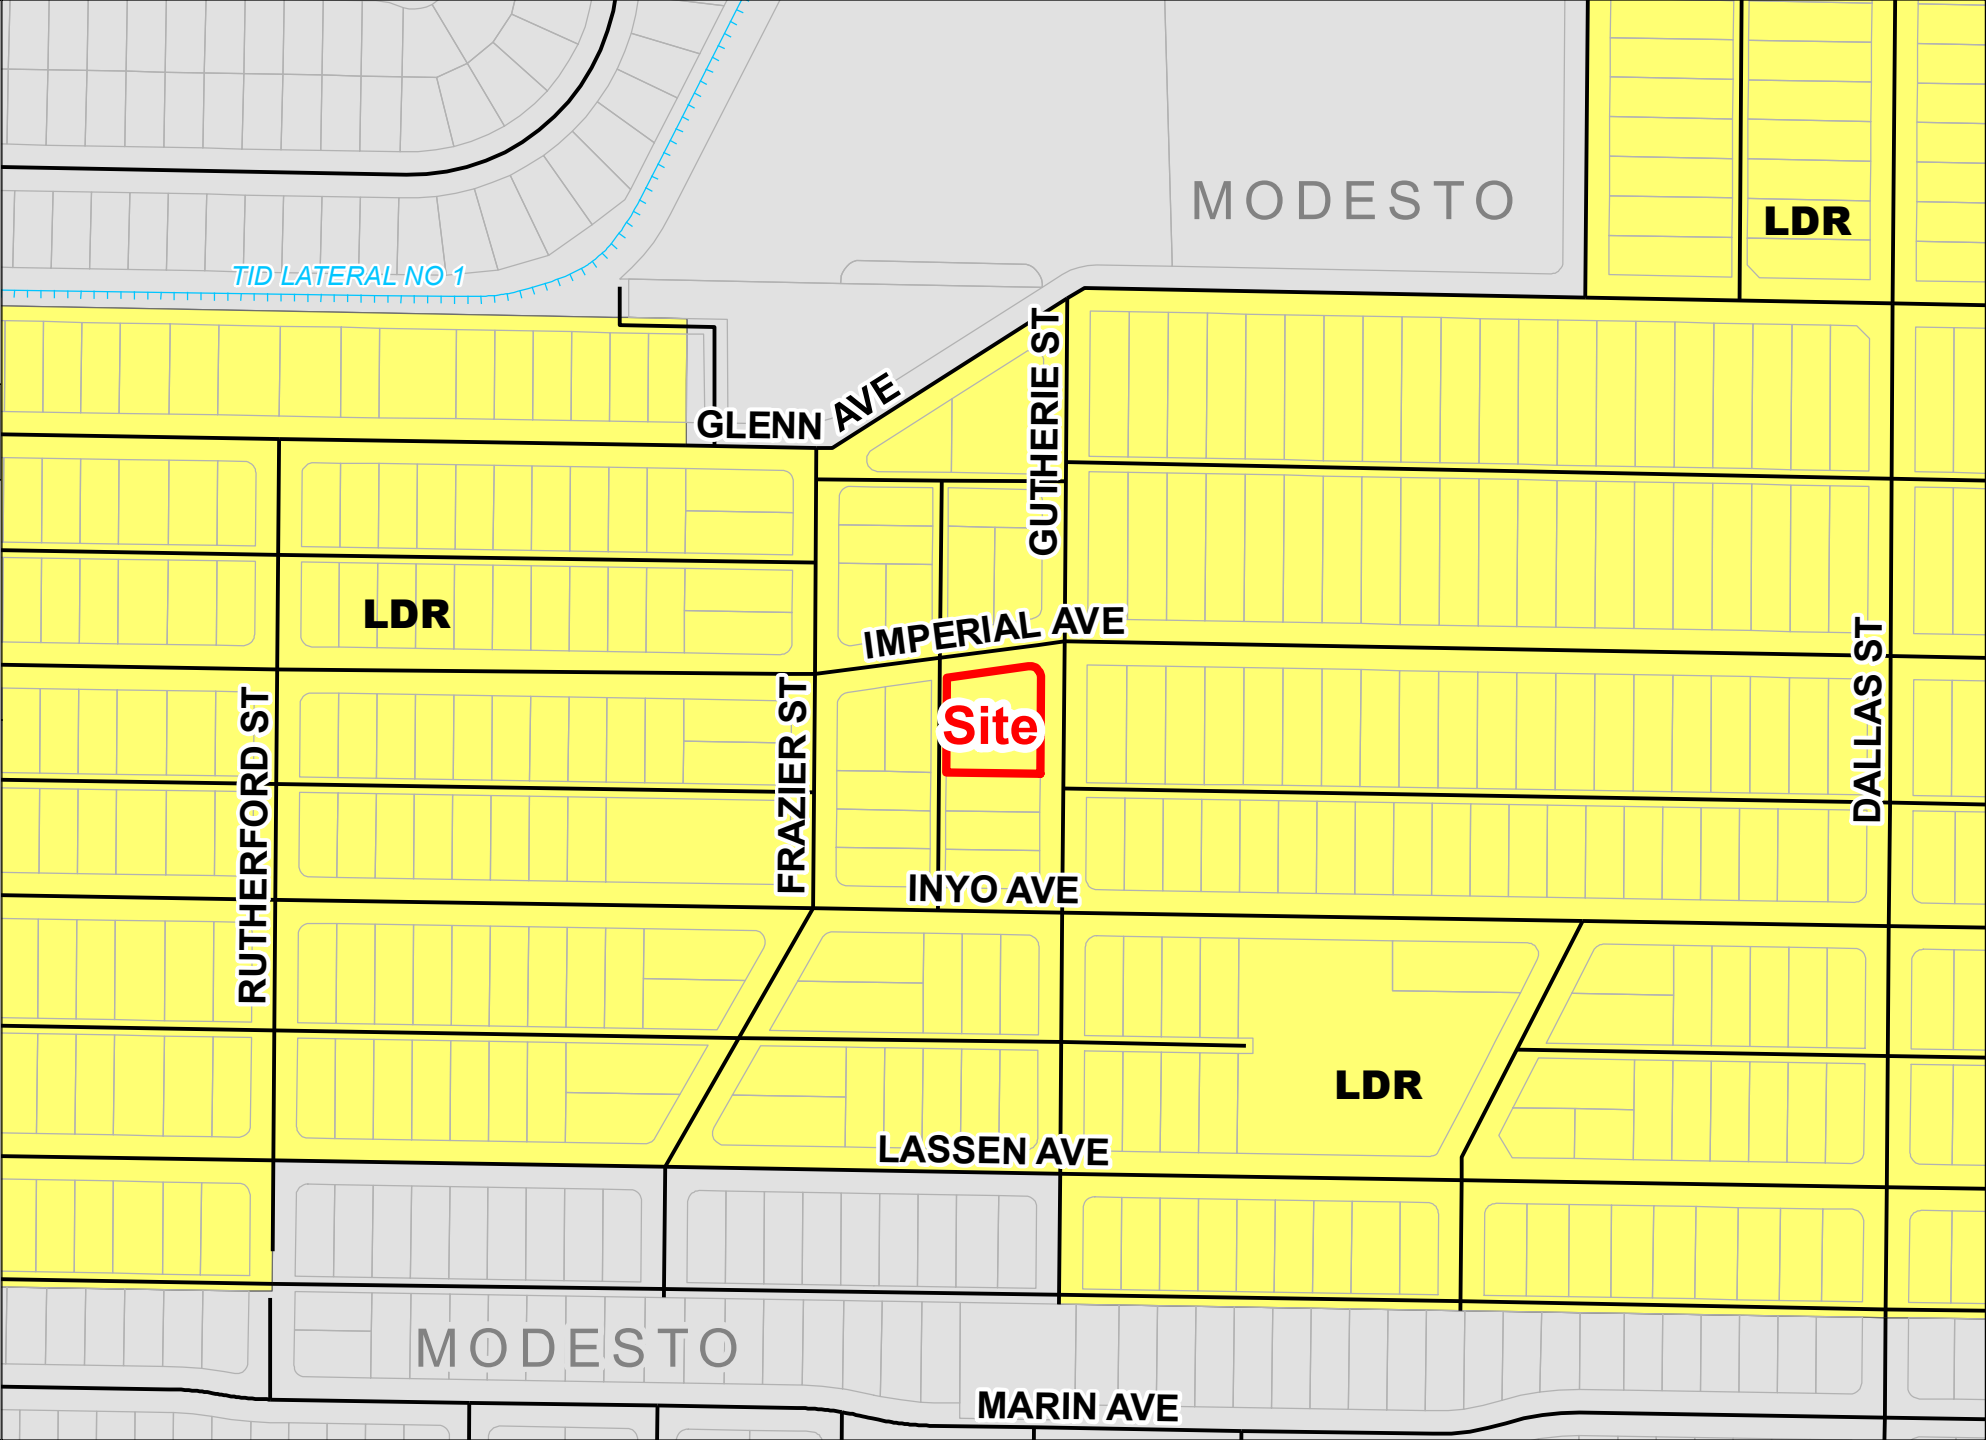 MODESTO
LDR
TID LATERAL NO 1
GUTHERIE ST
GLENN AVE
LDR
IMPERIAL AVE
DALLAS ST
RUTHERFORD ST
FRAZIER ST
Site
INYO AVE
LDR
LASSEN AVE
MODESTO
MARIN AVE